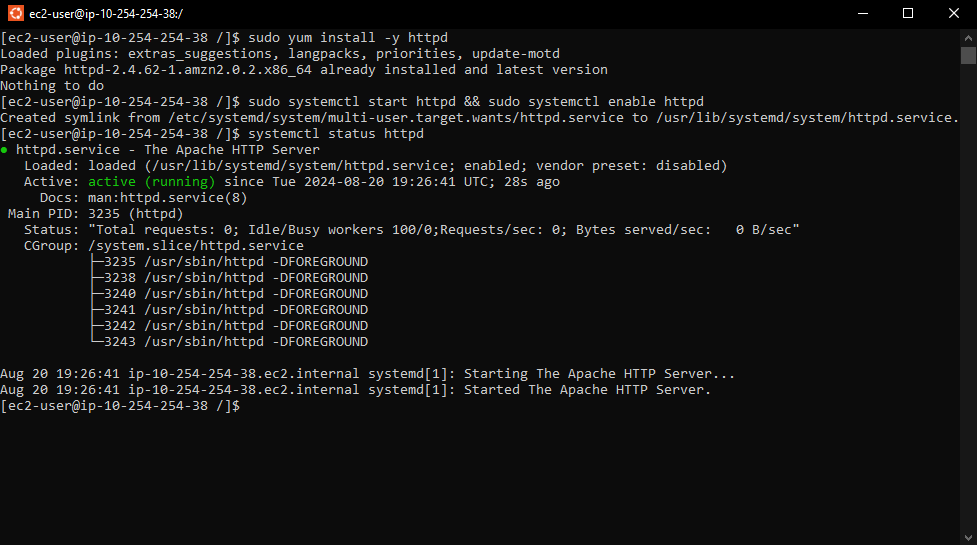 ec2-user@ip-10-254-254-38:/
[ec2-user@ip-10-254-254-38 /]$ sudo yum install -y httpd
Loaded plugins: extras_suggestions, langpacks, priorities, update-motd
Package httpd-2.4.62-1.amzn2.0.2.x86_64 already installed and latest version
Nothing to do
[ec2-user@ip-10-254-254-38 /]$ sudo systemctl start httpd && sudo systemctl enable httpd
Created symlink from /etc/systemd/system/multi-user.target.wants/httpd.service to /usr/lib/systemd/system/httpd.service.
[ec2-user@ip-10-254-254-38 /]$ systemctl status httpd
● httpd.service - The Apache HTTP Server
   Loaded: loaded (/usr/lib/systemd/system/httpd.service; enabled; vendor preset: disabled)
   Active: active (running) since Tue 2024-08-20 19:26:41 UTC; 28s ago
     Docs: man:httpd.service(8)
 Main PID: 3235 (httpd)
   Status: "Total requests: 0; Idle/Busy workers 100/0;Requests/sec: 0; Bytes served/sec:   0 B/sec"
   CGroup: /system.slice/httpd.service
           ├─3235 /usr/sbin/httpd -DFOREGROUND
           ├─3238 /usr/sbin/httpd -DFOREGROUND
           ├─3240 /usr/sbin/httpd -DFOREGROUND
           ├─3241 /usr/sbin/httpd -DFOREGROUND
           ├─3242 /usr/sbin/httpd -DFOREGROUND
           └─3243 /usr/sbin/httpd -DFOREGROUND
Aug 20 19:26:41 ip-10-254-254-38.ec2.internal systemd[1]: Starting The Apache HTTP Server...
Aug 20 19:26:41 ip-10-254-254-38.ec2.internal systemd[1]: Started The Apache HTTP Server.
[ec2-user@ip-10-254-254-38 /]$